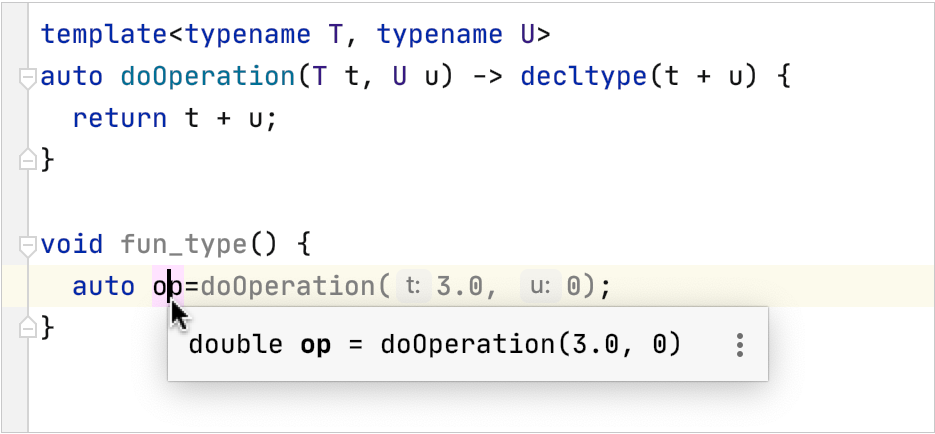 template<typename T, typename U>
auto doOperation(T t, U u) -> decltype(t + u) {
return t + u;
}
void fun_type() {
auto op=doOperation( t: 3.0, u: 0);
double op = doOperation(3.0, 0)
}